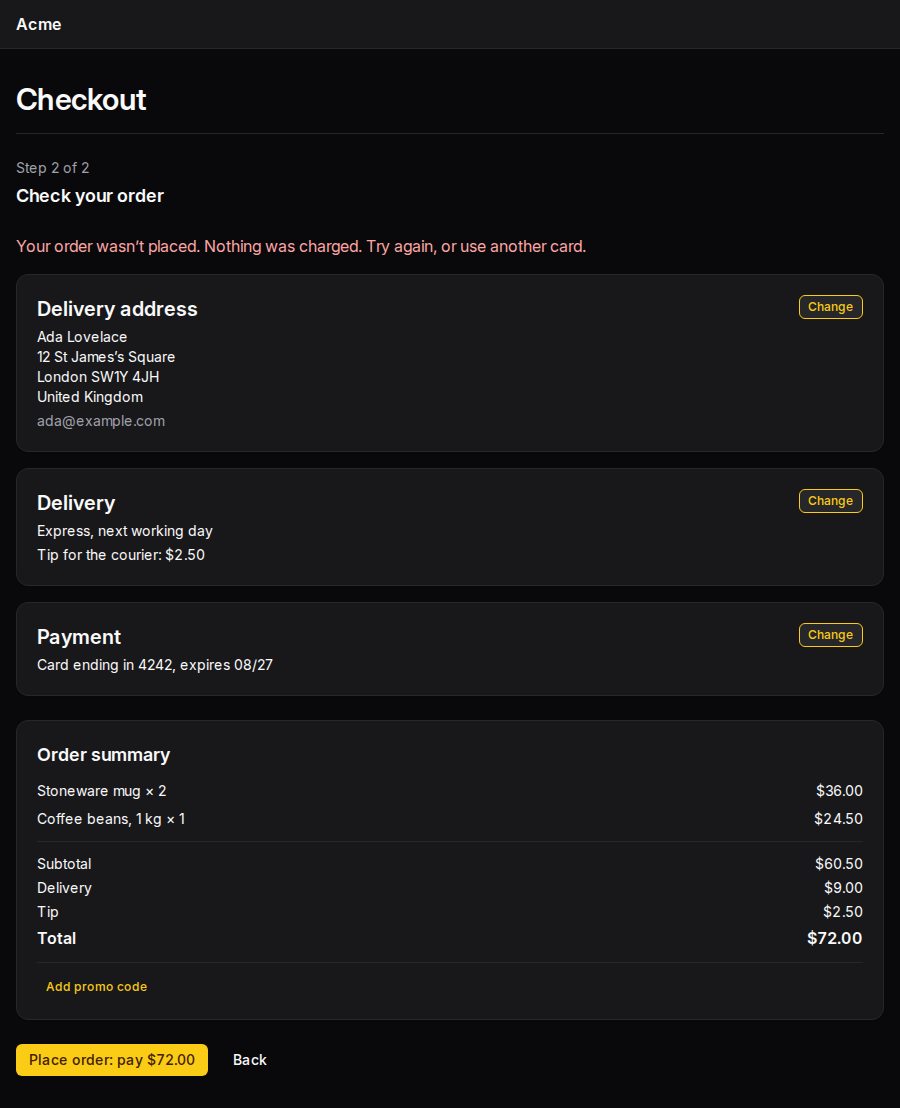 Acme
Checkout
Step 2 of 2
Check your order
Your order wasn’t placed. Nothing was charged. Try again, or use another card.
Delivery address
Change
Ada Lovelace
12 St James’s Square
London SW1Y 4JH
United Kingdom
ada@example.com
Delivery
Change
Express, next working day
Tip for the courier: $2.50
Payment
Change
Card ending in 4242, expires 08/27
Order summary
Stoneware mug × 2 $36.00
Coffee beans, 1 kg × 1 $24.50
Subtotal $60.50
Delivery $9.00
Tip $2.50
Total $72.00
Add promo code
Place order: pay $72.00 Back